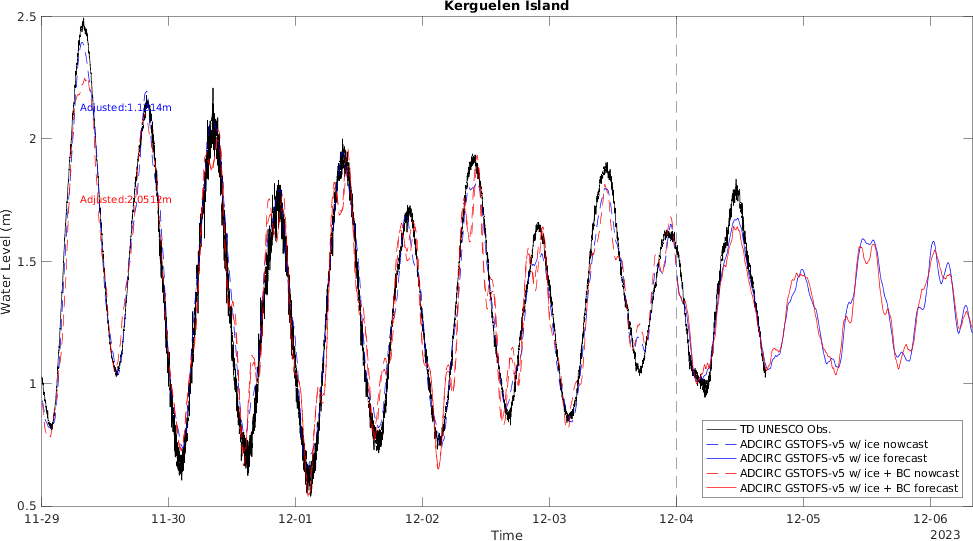 Kerguelen Island
2.5
2
1.5
1
0.5
Water Level (m)
Adjusted:2.0512m
TD UNESCO Obs.
ADCIRC GSTOFS-v5 w/ ice nowcast
ADCIRC GSTOFS-v5 w/ ice forecast
ADCIRC GSTOFS-v5 w/ ice + BC nowcast
ADCIRC GSTOFS-v5 w/ ice + BC forecast
11-29 11-30 12-01 12-02 12-03 12-04 12-05 12-06
Time
2023